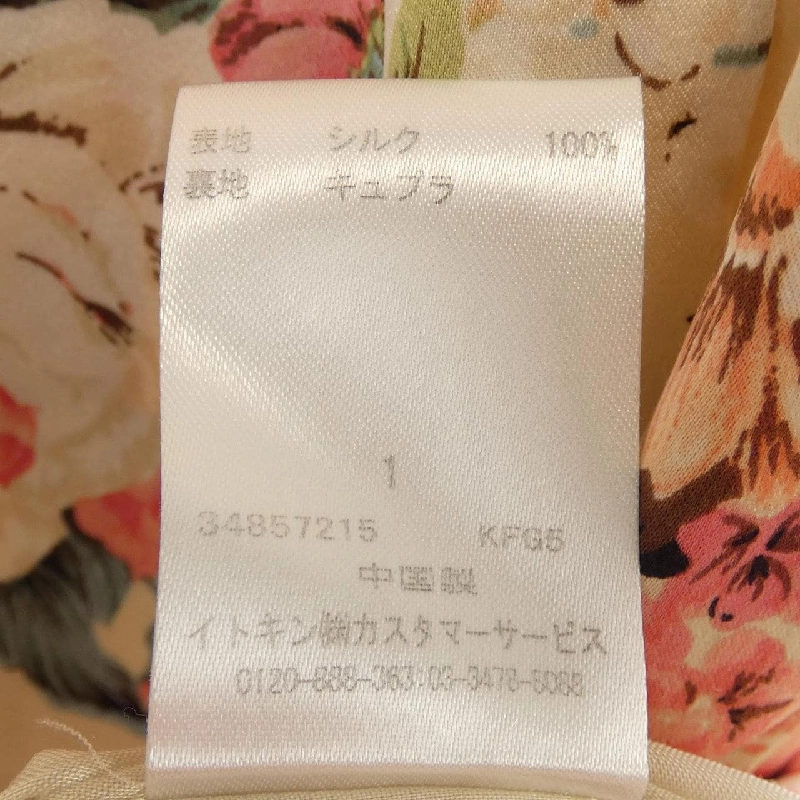 表地 シルク 100%
裏地 キュプラ
1
34857215 KFG5
中国製
イトキン㈱カスタマーサービス
0120-888-363:03-3478-8088